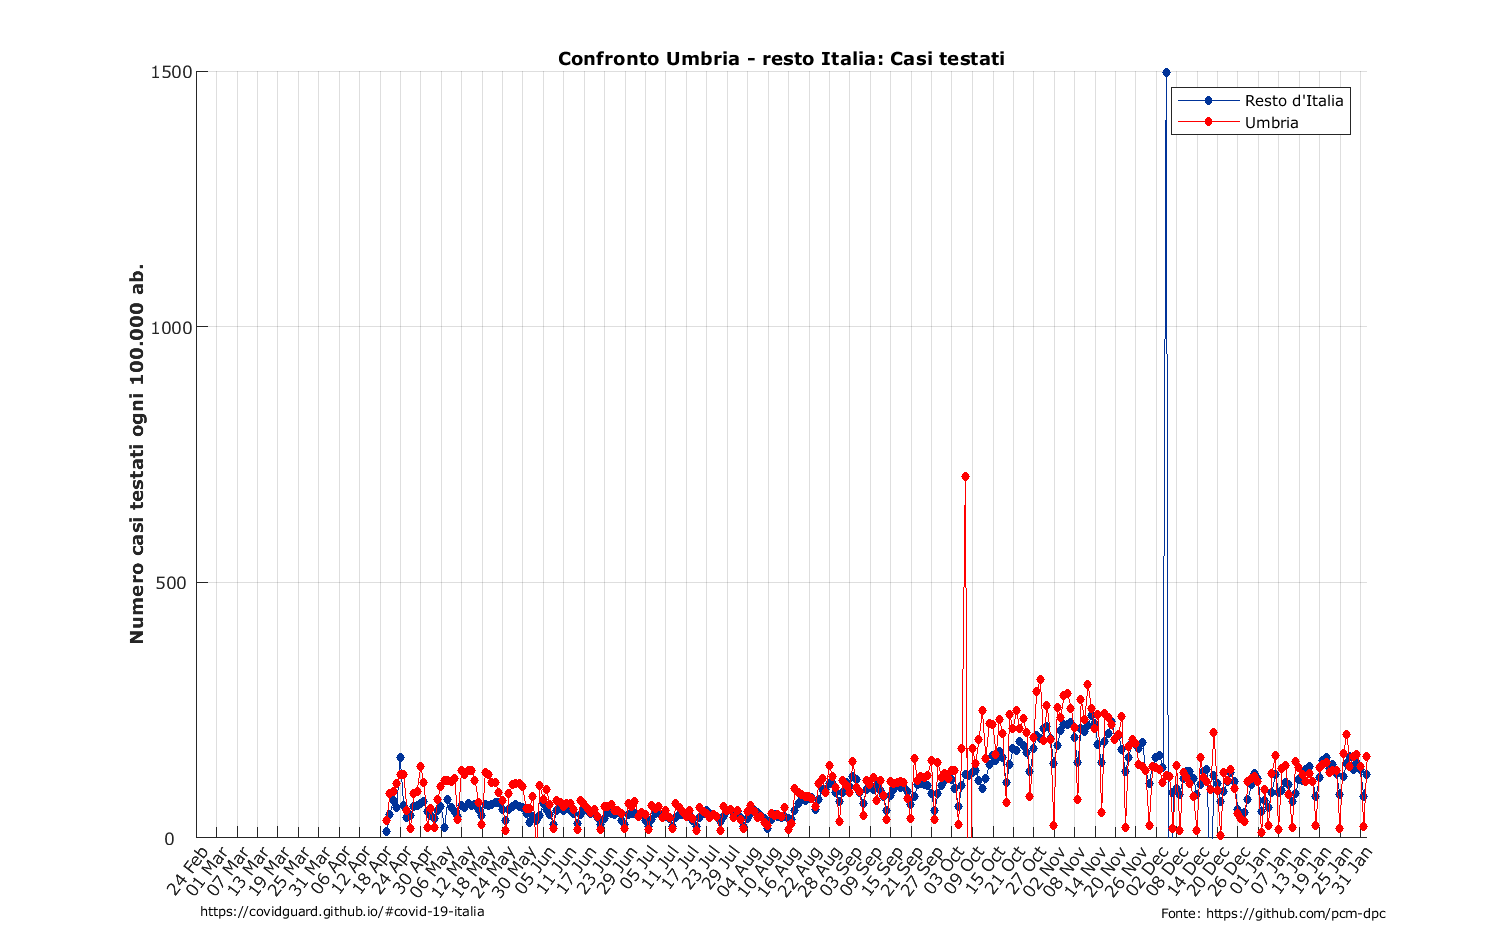 Confronto Umbria - resto Italia: Casi testati
Numero casi testati ogni 100.000 ab.
1500
1000
500
0
Resto d'Italia
Umbria
24 Feb
01 Mar
07 Mar
13 Mar
19 Mar
25 Mar
31 Mar
06 Apr
12 Apr
18 Apr
24 Apr
30 Apr
06 May
12 May
18 May
24 May
30 May
05 Jun
11 Jun
17 Jun
23 Jun
29 Jun
05 Jul
11 Jul
17 Jul
23 Jul
29 Jul
04 Aug
10 Aug
16 Aug
22 Aug
28 Aug
03 Sep
09 Sep
15 Sep
21 Sep
27 Sep
03 Oct
09 Oct
15 Oct
21 Oct
27 Oct
02 Nov
08 Nov
14 Nov
20 Nov
26 Nov
02 Dec
08 Dec
14 Dec
20 Dec
26 Dec
01 Jan
07 Jan
13 Jan
19 Jan
25 Jan
31 Jan
https://covidguard.github.io/#covid-19-italia
Fonte: https://github.com/pcm-dpc